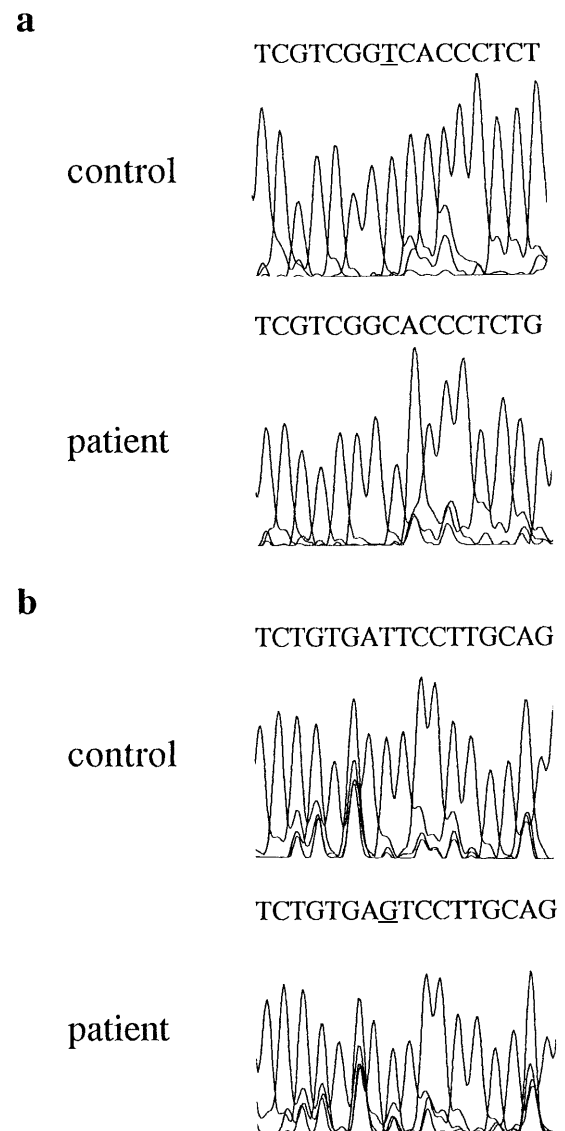 a
TCGTCGGTCACCCTCT
control
TCGTCGGCACCCTCTG
patient
b
TCTGTGATTCCTTGCAG
control
TCTGTGAGTCCTTGCAG
patient